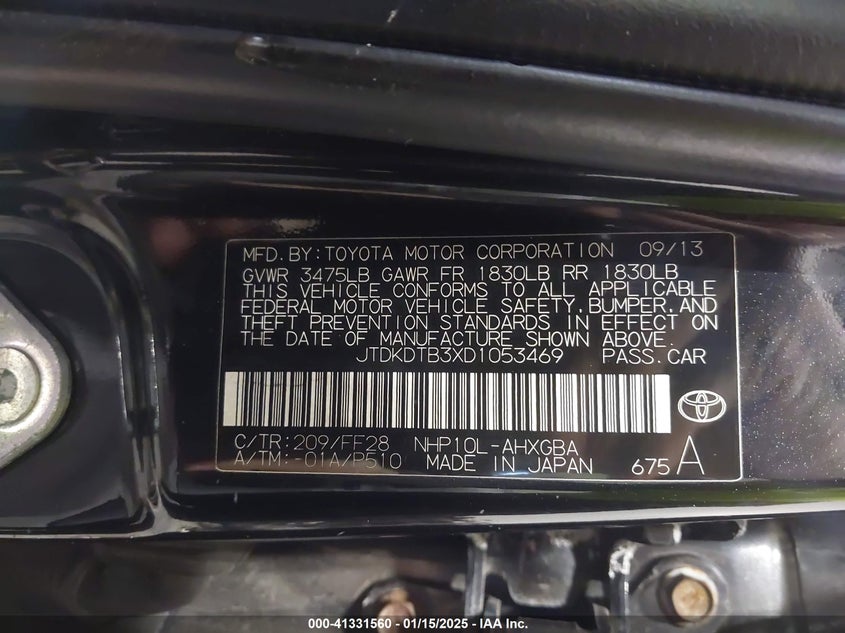 MFD. BY: TOYOTA MOTOR CORPORATION 09/13
GVWR 3475LB GAWR FR 1830LB RR 1830LB
THIS VEHICLE CONFORMS TO ALL APPLICABLE
FEDERAL MOTOR VEHICLE SAFETY, BUMPER, AND
THEFT PREVENTION STANDARDS IN EFFECT ON
THE DATE OF MANUFACTURE SHOWN ABOVE.
JTDKDTB3XD1053469 PASS. CAR
C/TR: 209/FF28 NHP10L-AHXGBA
A/TM: -01A/P510 MADE IN JAPAN 675 A
000-41331560 — 01/15/2025 — IAA Inc.